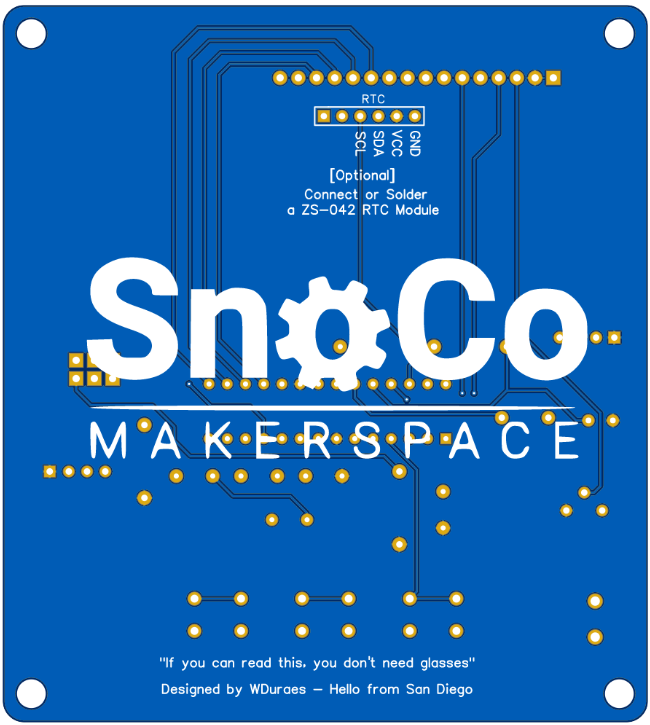 RTC
SCL
SDA
VCC
GND
[Optional]
Connect or Solder
a ZS-042 RTC Module
SnoCo
MAKERSPACE
"If you can read this, you don't need glasses"
Designed by WDuraes - Hello from San Diego